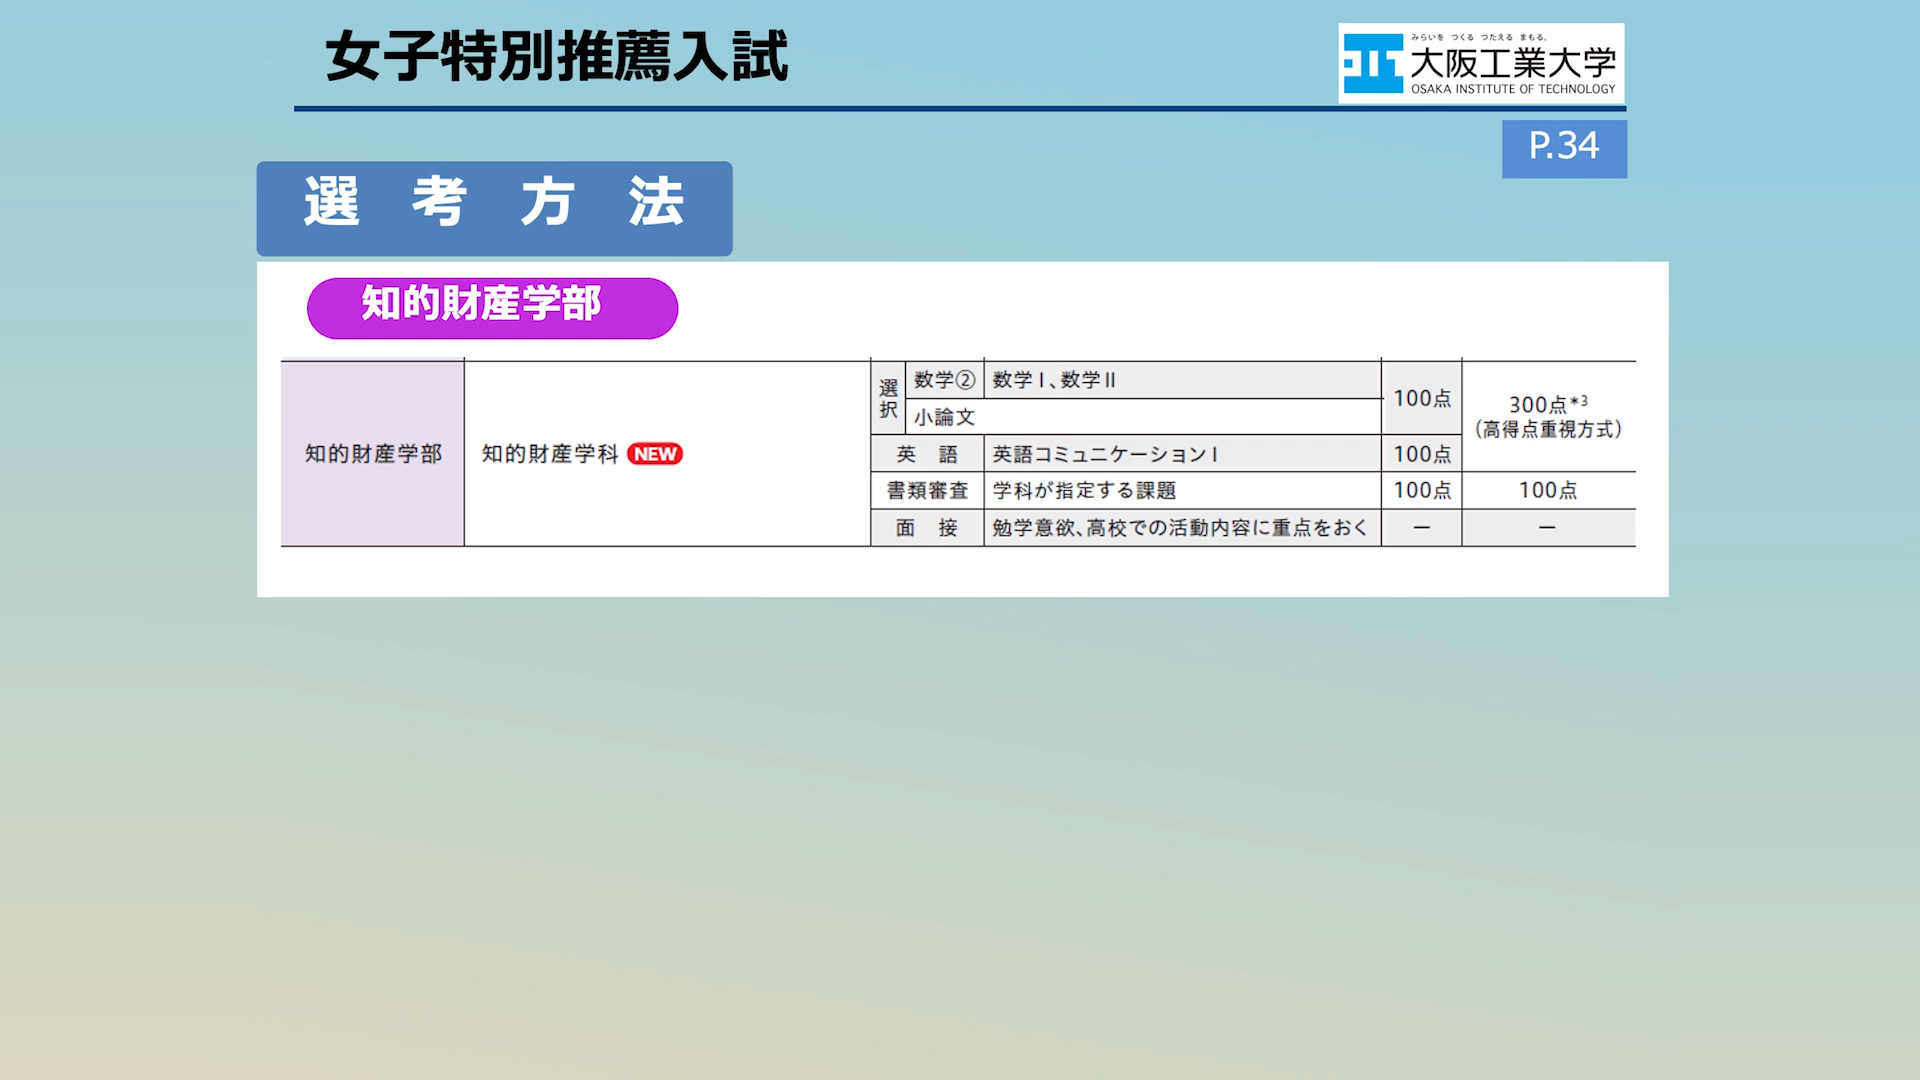 女子特別推薦入試
みらいを つくる つたえる まもる。
大阪工業大学
OSAKA INSTITUTE OF TECHNOLOGY
P.34
選 考 方 法
知的財産学部
知的財産学部
知的財産学科 NEW
選択
数学② 数学Ⅰ、数学Ⅱ
小論文
100点
300点*3
(高得点重視方式)
英 語 英語コミュニケーションⅠ 100点
書類審査 学科が指定する課題 100点 100点
面 接 勉学意欲、高校での活動内容に重点をおく ー ー